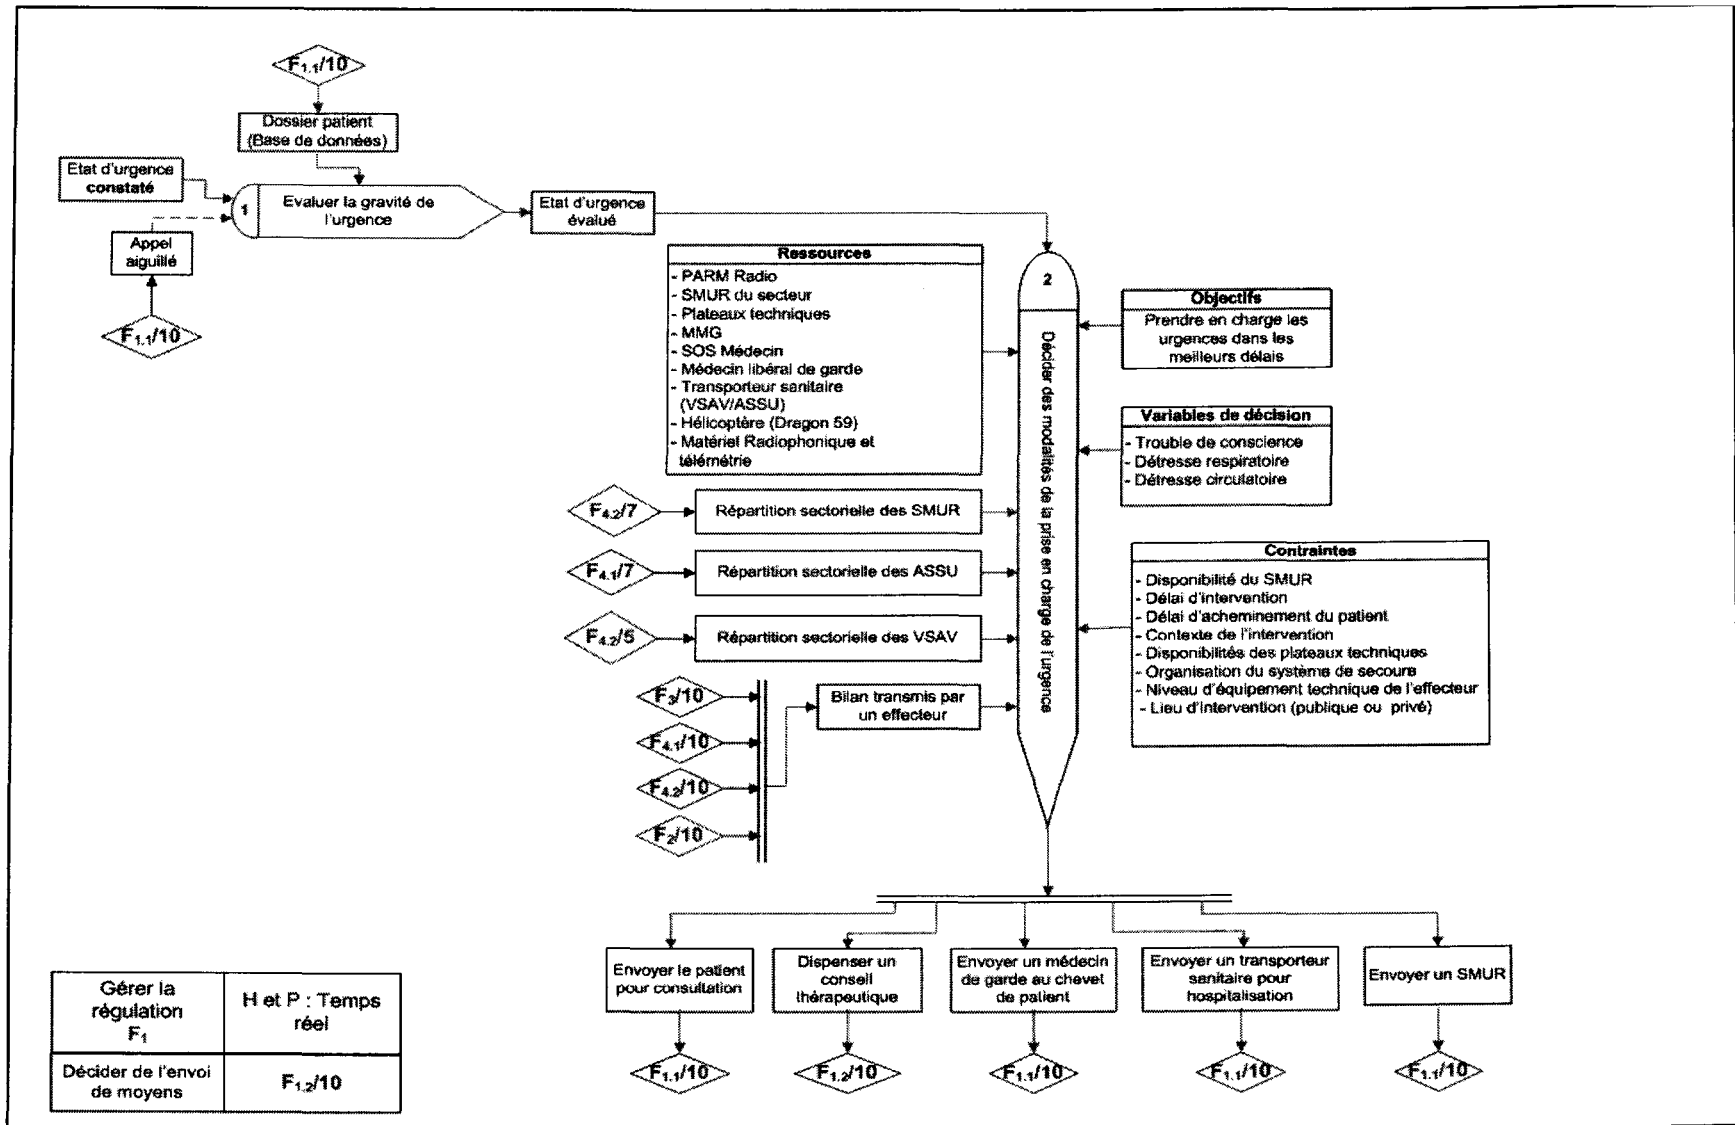 F1.1/10
Dossier patient
(Base de données)
Etat d'urgence
constaté
1
Evaluer la gravité de
l'urgence
Etat d'urgence
évalué
Appel
aiguillé
F1.1/10
Ressources
- PARM Radio
- SMUR du secteur
- Plateaux techniques
- MMG
- SOS Médecin
- Médecin libéral de garde
- Transporteur sanitaire
(VSAV/ASSU)
- Hélicoptère (Dragon 59)
- Matériel Radiophonique et
télémétrie
2
Décider des modalités de la prise en charge de l'urgence
Objectifs
Prendre en charge les
urgences dans les
meilleurs délais
Variables de décision
- Trouble de conscience
- Détresse respiratoire
- Détresse circulatoire
F4.2/7
Répartition sectorielle des SMUR
F4.1/7
Répartition sectorielle des ASSU
F4.2/5
Répartition sectorielle des VSAV
Contraintes
- Disponibilité du SMUR
- Délai d'intervention
- Délai d'acheminement du patient
- Contexte de l'intervention
- Disponibilités des plateaux techniques
- Organisation du système de secours
- Niveau d'équipement technique de l'effecteur
- Lieu d'intervention (publique ou privé)
F3/10
F4.1/10
F4.2/10
F2/10
Bilan transmis par
un effecteur
Envoyer le patient
pour consultation
Dispenser un
conseil
thérapeutique
Envoyer un médecin
de garde au chevet
de patient
Envoyer un transporteur
sanitaire pour
hospitalisation
Envoyer un SMUR
F1.1/10
F1.2/10
F1.1/10
F1.1/10
F1.1/10
Gérer la
régulation
F1
H et P : Temps
réel
Décider de l'envoi
de moyens
F1.2/10